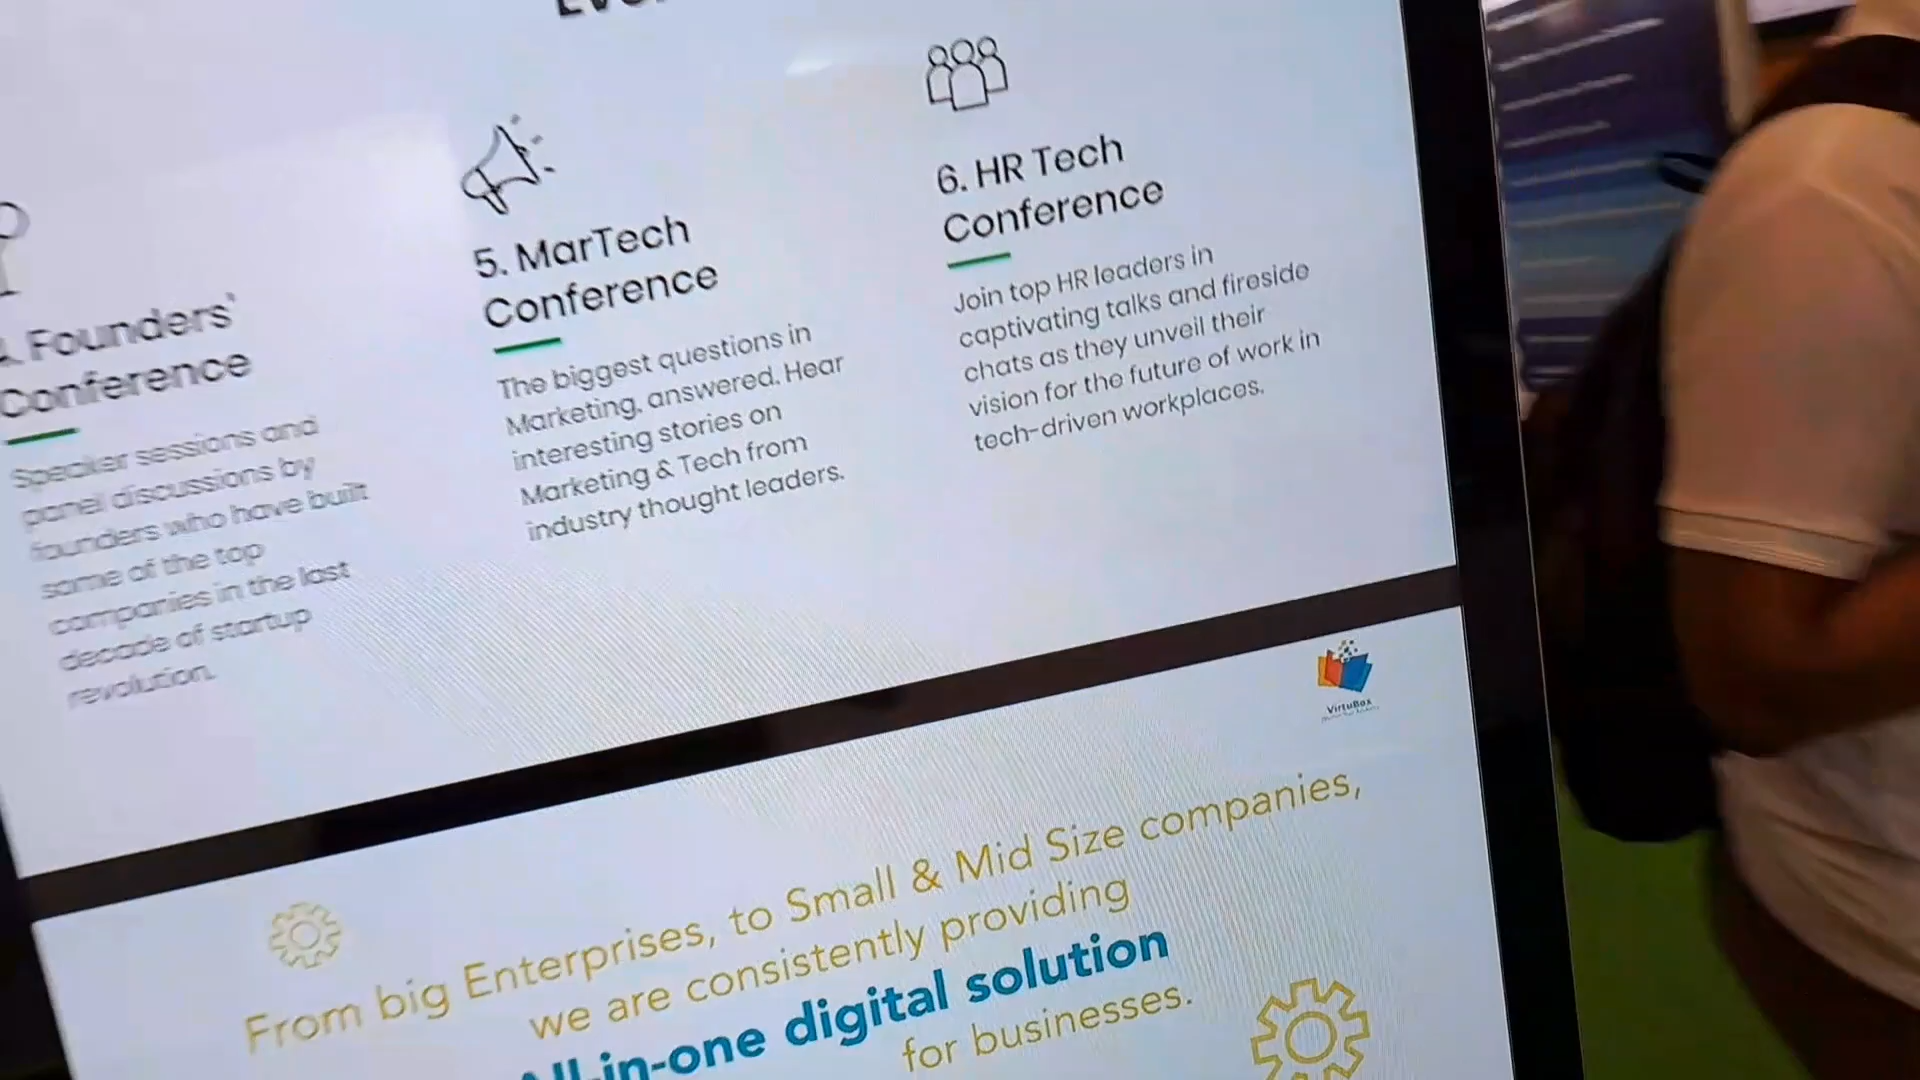 4. Founders'
Conference
Speaker sessions and
panel discussions by
founders who have built
some of the top
companies in the last
decade of startup
revolution.
5. MarTech
Conference
The biggest questions in
Marketing, answered. Hear
interesting stories on
Marketing & Tech from
industry thought leaders.
6. HR Tech
Conference
Join top HR leaders in
captivating talks and fireside
chats as they unveil their
vision for the future of work in
tech-driven workplaces.
VirtuBox
From big Enterprises, to Small & Mid Size companies,
we are consistently providing
All-in-one digital solution
for businesses.